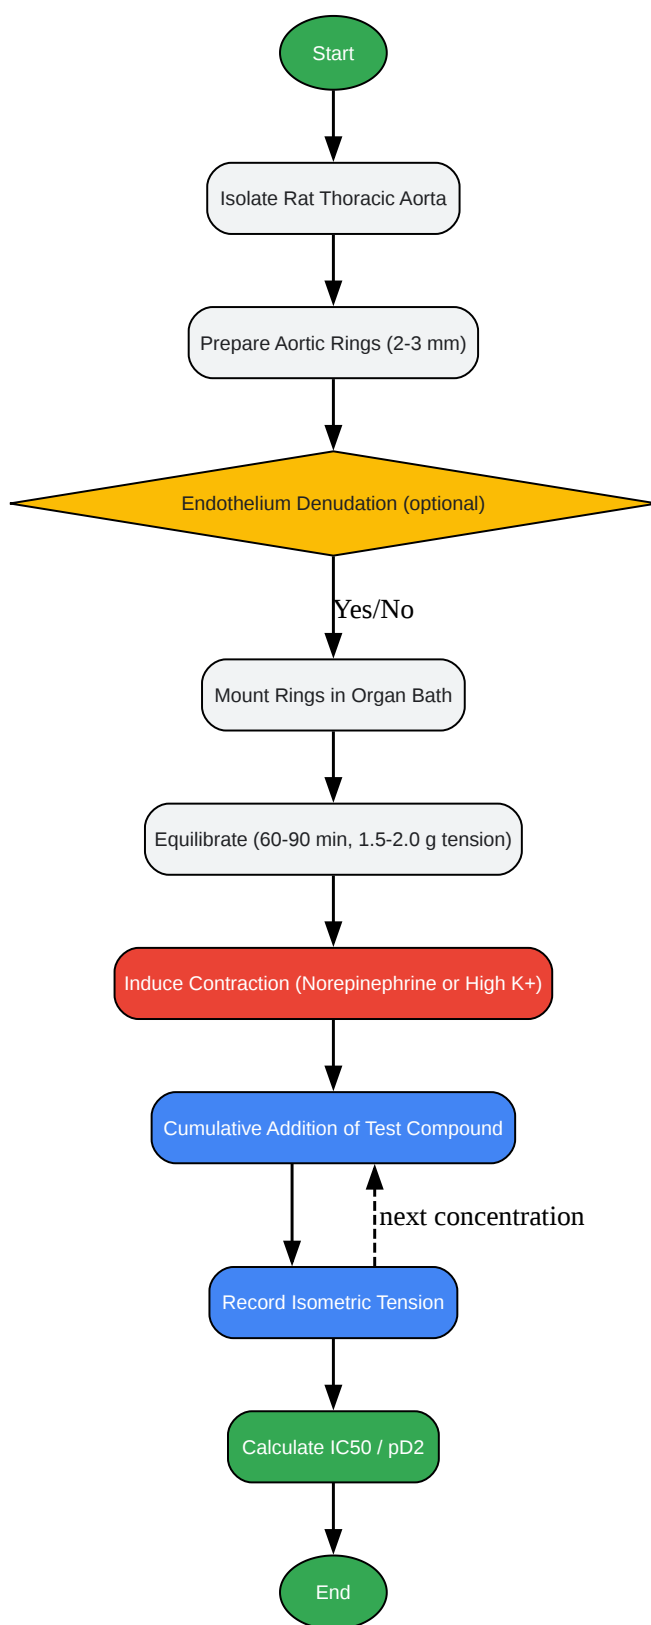 Start
Isolate Rat Thoracic Aorta
Prepare Aortic Rings (2-3 mm)
Endothelium Denudation (optional)
Yes/No
Mount Rings in Organ Bath
Equilibrate (60-90 min, 1.5-2.0 g tension)
Induce Contraction (Norepinephrine or High K+)
Cumulative Addition of Test Compound
next concentration
Record Isometric Tension
Calculate IC50 / pD2
End